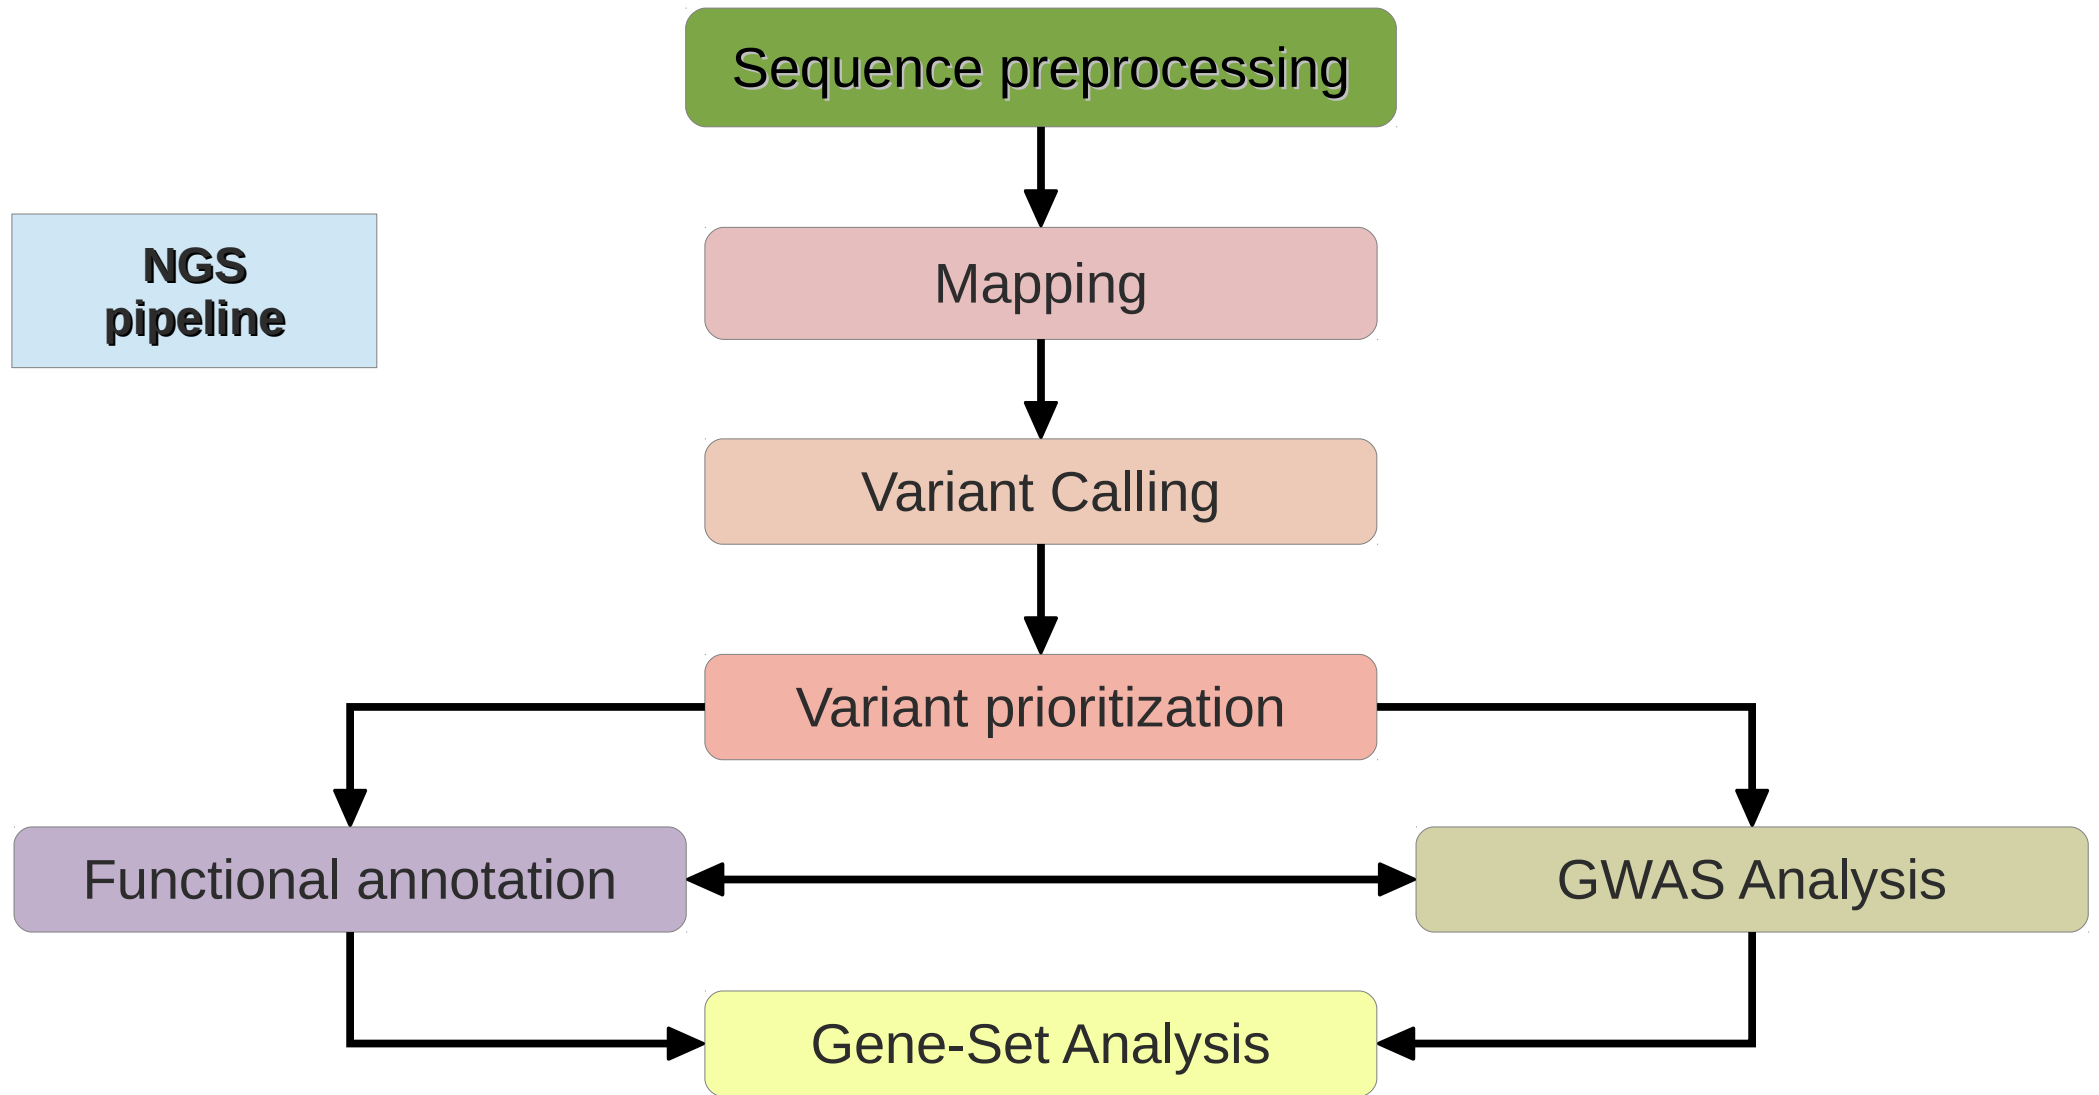 Sequence preprocessing
NGS
pipeline
Mapping
Variant Calling
Variant prioritization
Functional annotation
GWAS Analysis
Gene-Set Analysis